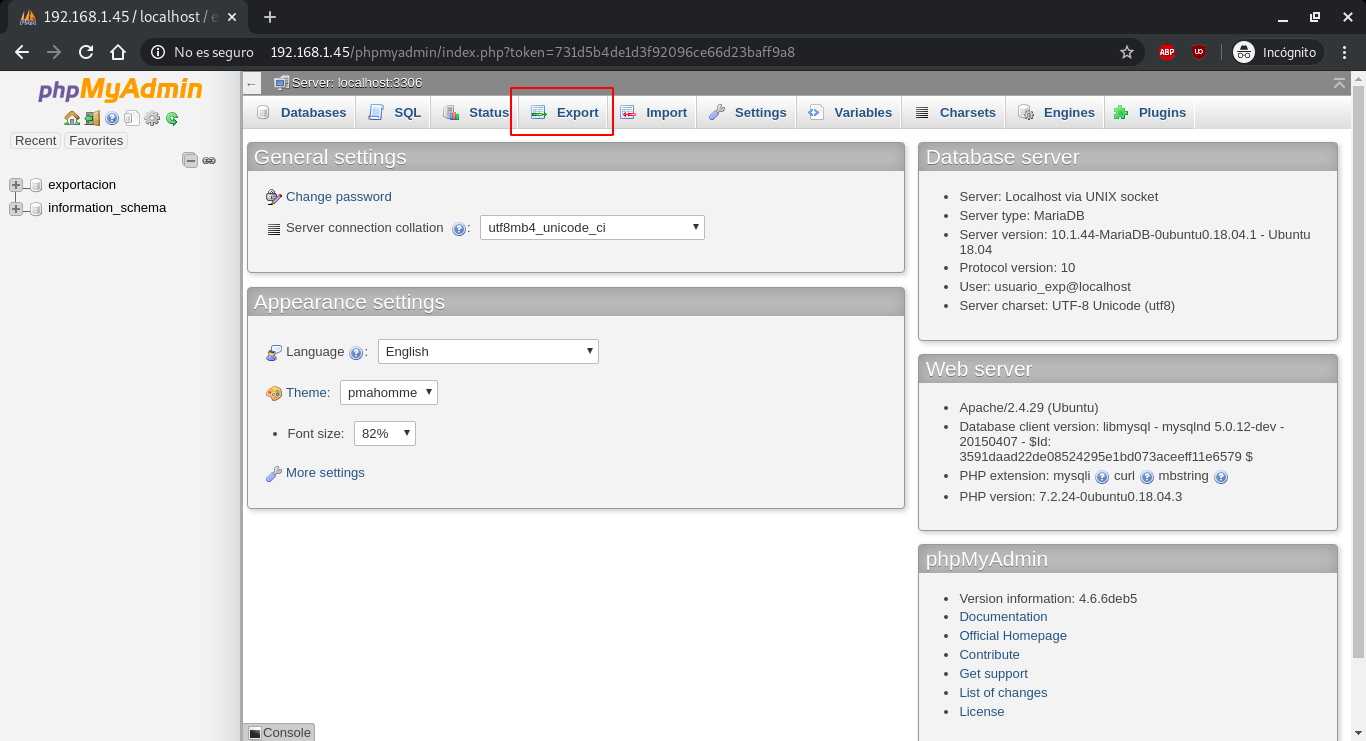 192.168.1.45 / localhost / e
No es seguro 192.168.1.45/phpmyadmin/index.php?token=731d5b4de1d3f92096ce66d23baff9a8 ABP Incógnito
phpMyAdmin
Recent Favorites
exportacion
information_schema
Server: localhost:3306
Databases SQL Status Export Import Settings Variables Charsets Engines Plugins
General settings
Change password
Server connection collation : utf8mb4_unicode_ci
Appearance settings
Language : English
Theme: pmahomme
Font size: 82%
More settings
Database server
Server: Localhost via UNIX socket
Server type: MariaDB
Server version: 10.1.44-MariaDB-0ubuntu0.18.04.1 - Ubuntu
18.04
Protocol version: 10
User: usuario_exp@localhost
Server charset: UTF-8 Unicode (utf8)
Web server
Apache/2.4.29 (Ubuntu)
Database client version: libmysql - mysqlnd 5.0.12-dev -
20150407 - $Id:
3591daad22de08524295e1bd073aceeff11e6579 $
PHP extension: mysqli curl mbstring
PHP version: 7.2.24-0ubuntu0.18.04.3
phpMyAdmin
Version information: 4.6.6deb5
Documentation
Official Homepage
Contribute
Get support
List of changes
License
Console